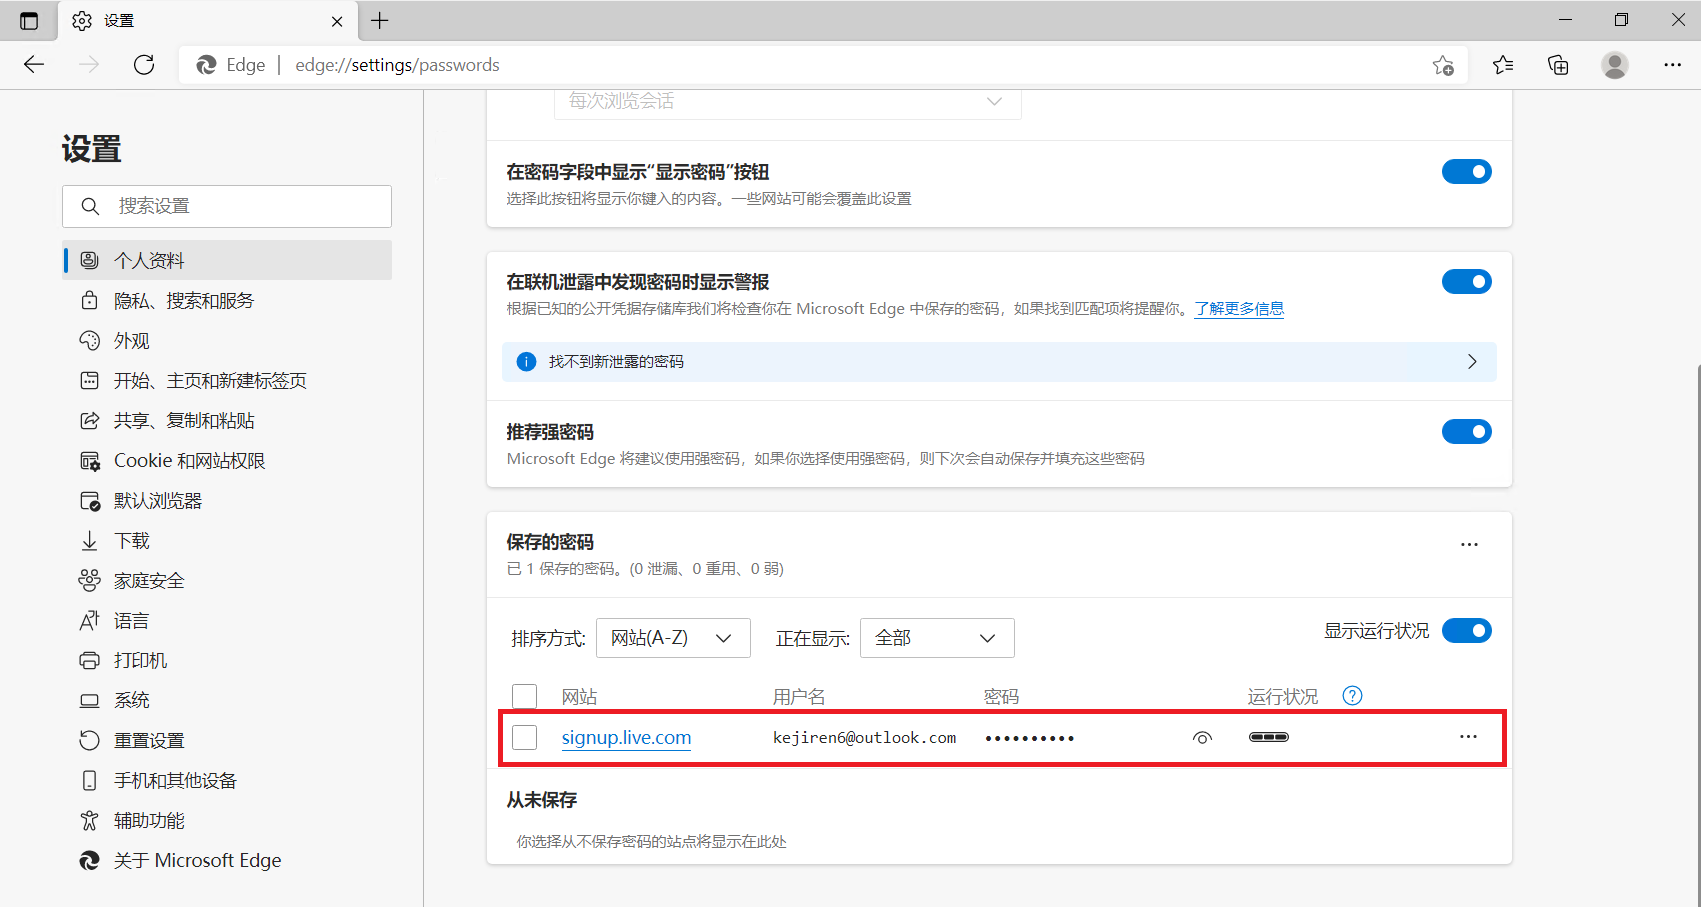 设置
Edge edge://settings/passwords
设置
搜索设置
个人资料
隐私、搜索和服务
外观
开始、主页和新建标签页
共享、复制和粘贴
Cookie 和网站权限
默认浏览器
下载
家庭安全
语言
打印机
系统
重置设置
手机和其他设备
辅助功能
关于 Microsoft Edge
每次浏览会话
在密码字段中显示“显示密码”按钮
选择此按钮将显示你键入的内容。一些网站可能会覆盖此设置
在联机泄露中发现密码时显示警报
根据已知的公开凭据存储库我们将检查你在 Microsoft Edge 中保存的密码，如果找到匹配项将提醒你。了解更多信息
找不到新泄露的密码
推荐强密码
Microsoft Edge 将建议使用强密码，如果你选择使用强密码，则下次会自动保存并填充这些密码
保存的密码
已 1 保存的密码。(0 泄漏、0 重用、0 弱)
排序方式: 网站(A-Z) 正在显示: 全部 显示运行状况
网站 用户名 密码 运行状况
signup.live.com kejiren6@outlook.com ••••••••••
从未保存
你选择从不保存密码的站点将显示在此处